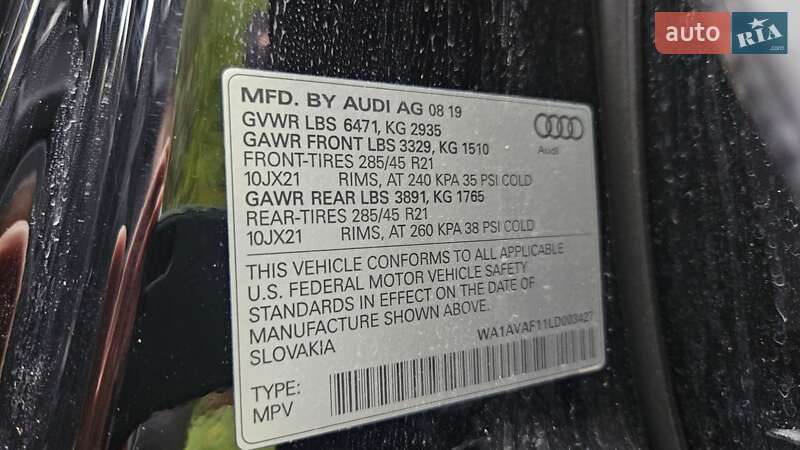 auto RIA
MFD. BY AUDI AG 08 19
GVWR LBS 6471, KG 2935
GAWR FRONT LBS 3329, KG 1510
FRONT-TIRES 285/45 R21
10JX21 RIMS, AT 240 KPA 35 PSI COLD
GAWR REAR LBS 3891, KG 1765
REAR-TIRES 285/45 R21
10JX21 RIMS, AT 260 KPA 38 PSI COLD
Audi
THIS VEHICLE CONFORMS TO ALL APPLICABLE
U.S. FEDERAL MOTOR VEHICLE SAFETY
STANDARDS IN EFFECT ON THE DATE OF
MANUFACTURE SHOWN ABOVE.
SLOVAKIA
WA1AVAF11LD003427
TYPE:
MPV